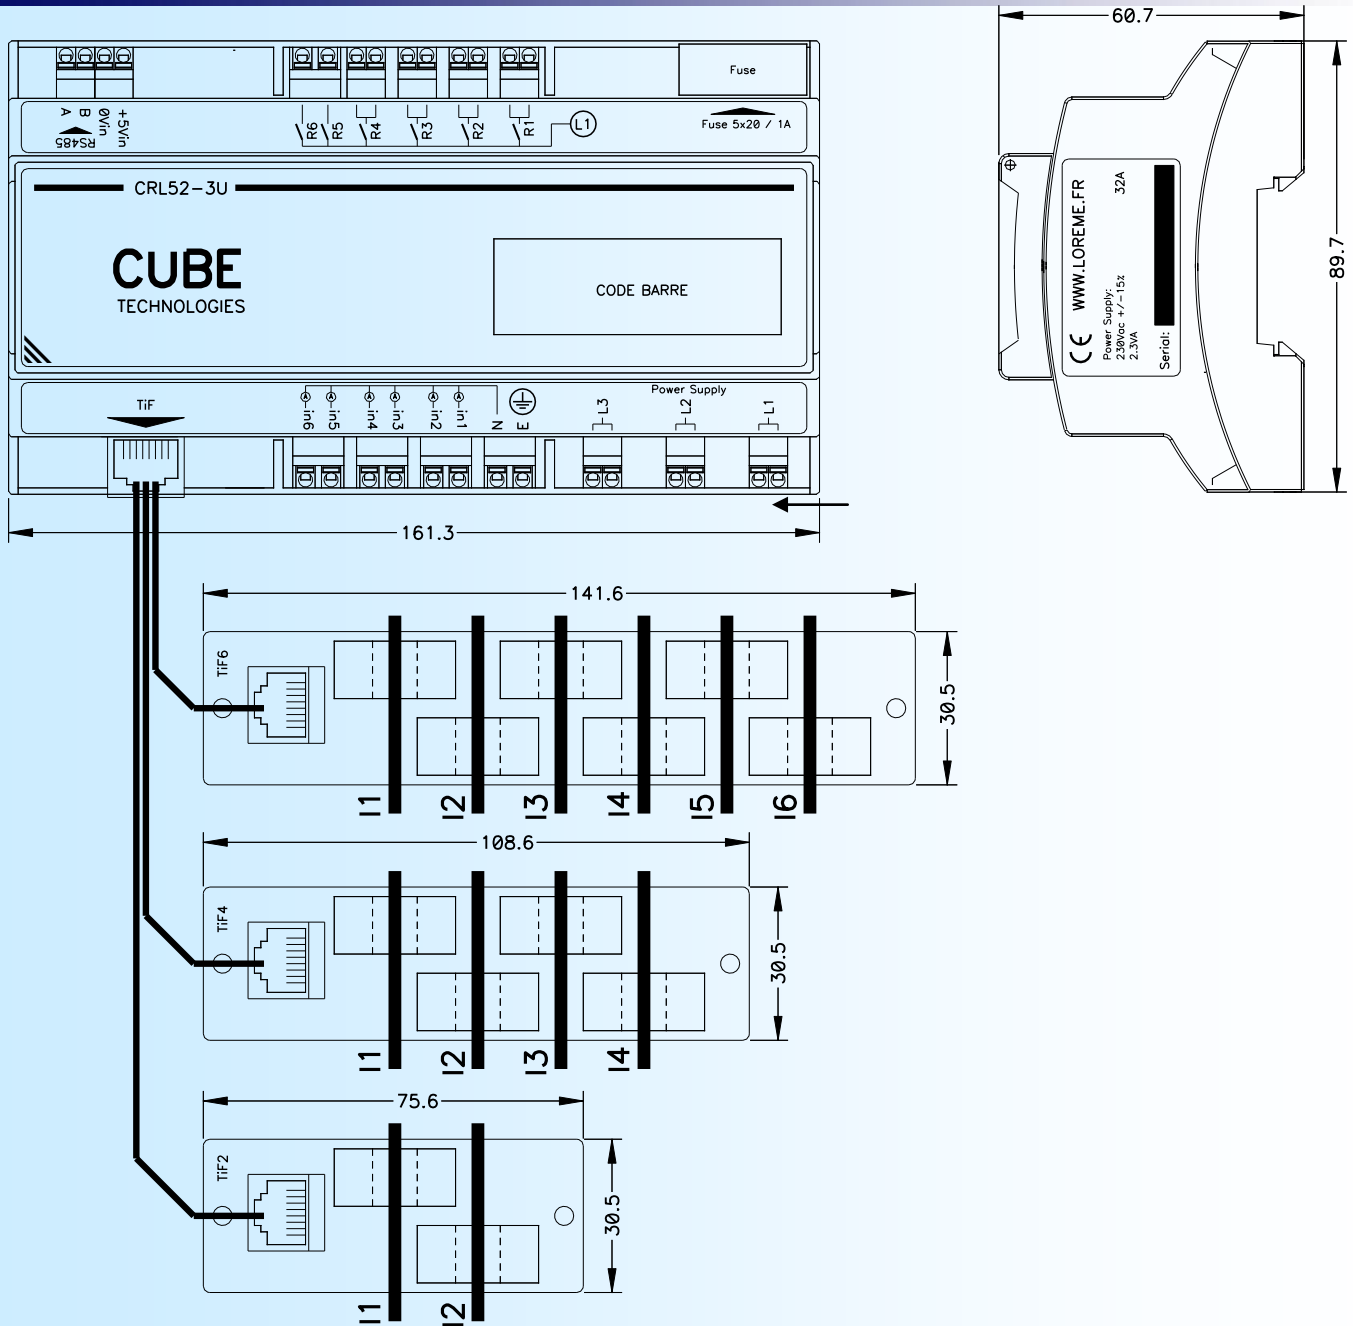 60.7
Fuse
A
B
0Vin
+5Vin
RS485
R6
R5
R4
R3
R2
R1
L1
Fuse 5x20 / 1A
CRL52-3U
CUBE
TECHNOLOGIES
CODE BARRE
WWW.LOREME.FR
32A
CE
Power Supply:
230Vac +/-15%
2.3VA
Serial:
89.7
TiF
in6
in5
in4
in3
in2
in1
N
E
L3
Power Supply
L2
L1
161.3
141.6
TiF6
30.5
I1
I2
I3
I4
I5
I6
108.6
TiF4
30.5
I1
I2
I3
I4
75.6
TiF2
30.5
I1
I2